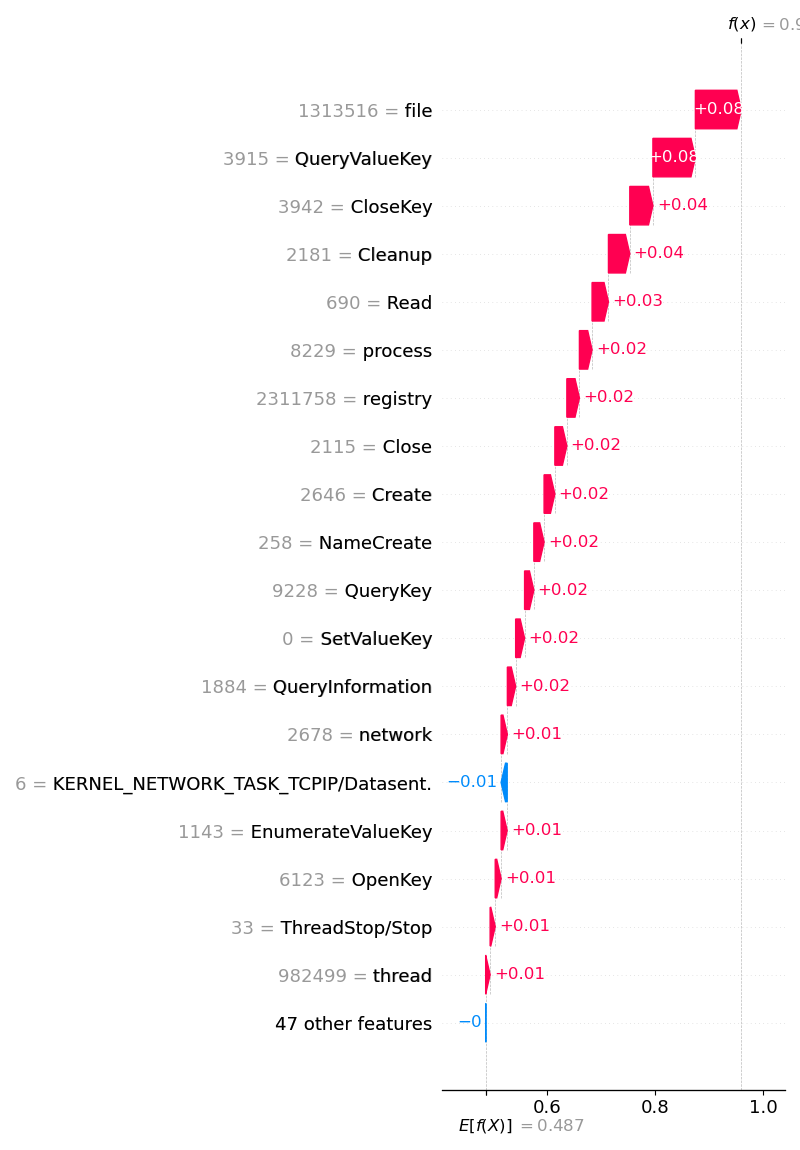 f(x) = 0.9
1313516 = file
+0.08
3915 = QueryValueKey
+0.08
3942 = CloseKey
+0.04
2181 = Cleanup
+0.04
690 = Read
+0.03
8229 = process
+0.02
2311758 = registry
+0.02
2115 = Close
+0.02
2646 = Create
+0.02
258 = NameCreate
+0.02
9228 = QueryKey
+0.02
0 = SetValueKey
+0.02
1884 = QueryInformation
+0.02
2678 = network
+0.01
6 = KERNEL_NETWORK_TASK_TCPIP/Datasent.
−0.01
1143 = EnumerateValueKey
+0.01
6123 = OpenKey
+0.01
33 = ThreadStop/Stop
+0.01
982499 = thread
+0.01
47 other features
−0
0.6 0.8 1.0
E[f(X)] = 0.487